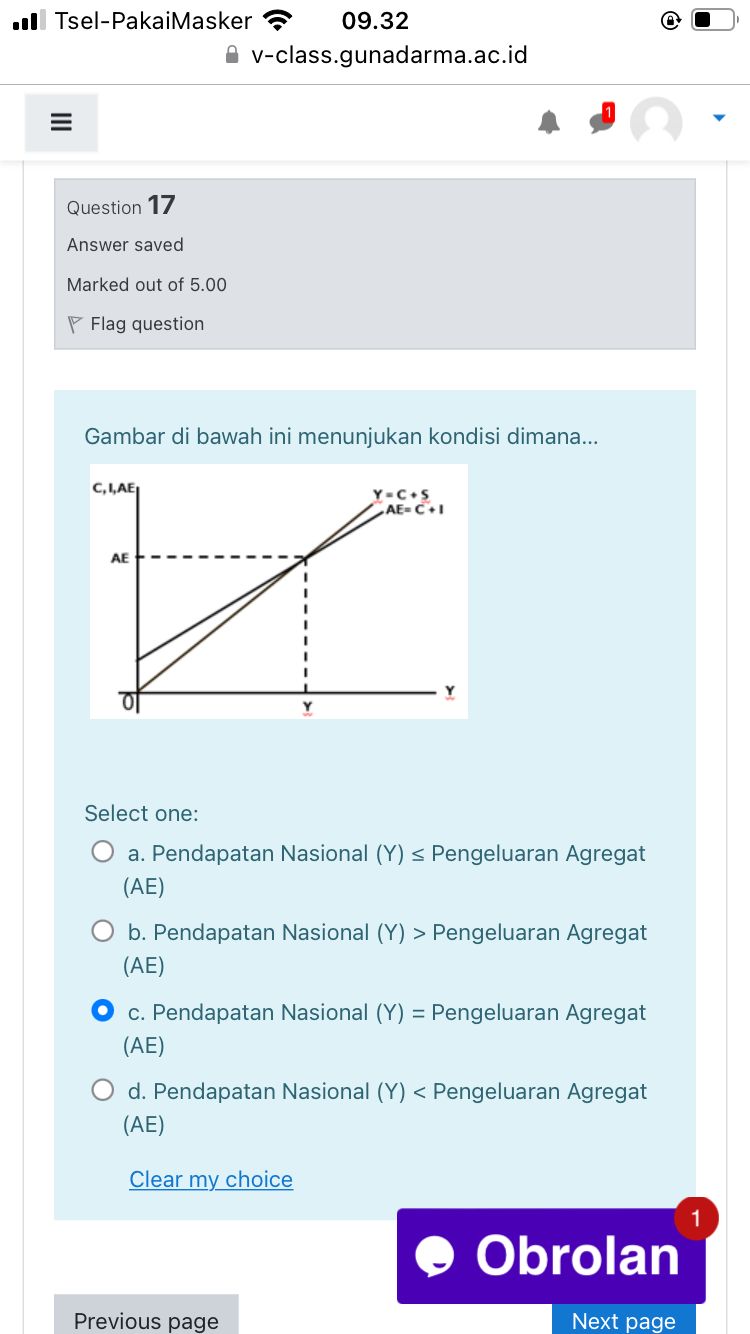 Tsel-PakaiMasker 09.32
v-class.gunadarma.ac.id
1
Question 17
Answer saved
Marked out of 5.00
Flag question
Gambar di bawah ini menunjukan kondisi dimana...
C,I,AE
Y=C+S
AE=C+I
AE
0
Y
Y
Select one:
a. Pendapatan Nasional (Y) ≤ Pengeluaran Agregat
(AE)
b. Pendapatan Nasional (Y) > Pengeluaran Agregat
(AE)
c. Pendapatan Nasional (Y) = Pengeluaran Agregat
(AE)
d. Pendapatan Nasional (Y) < Pengeluaran Agregat
(AE)
Clear my choice
1
Obrolan
Previous page
Next page